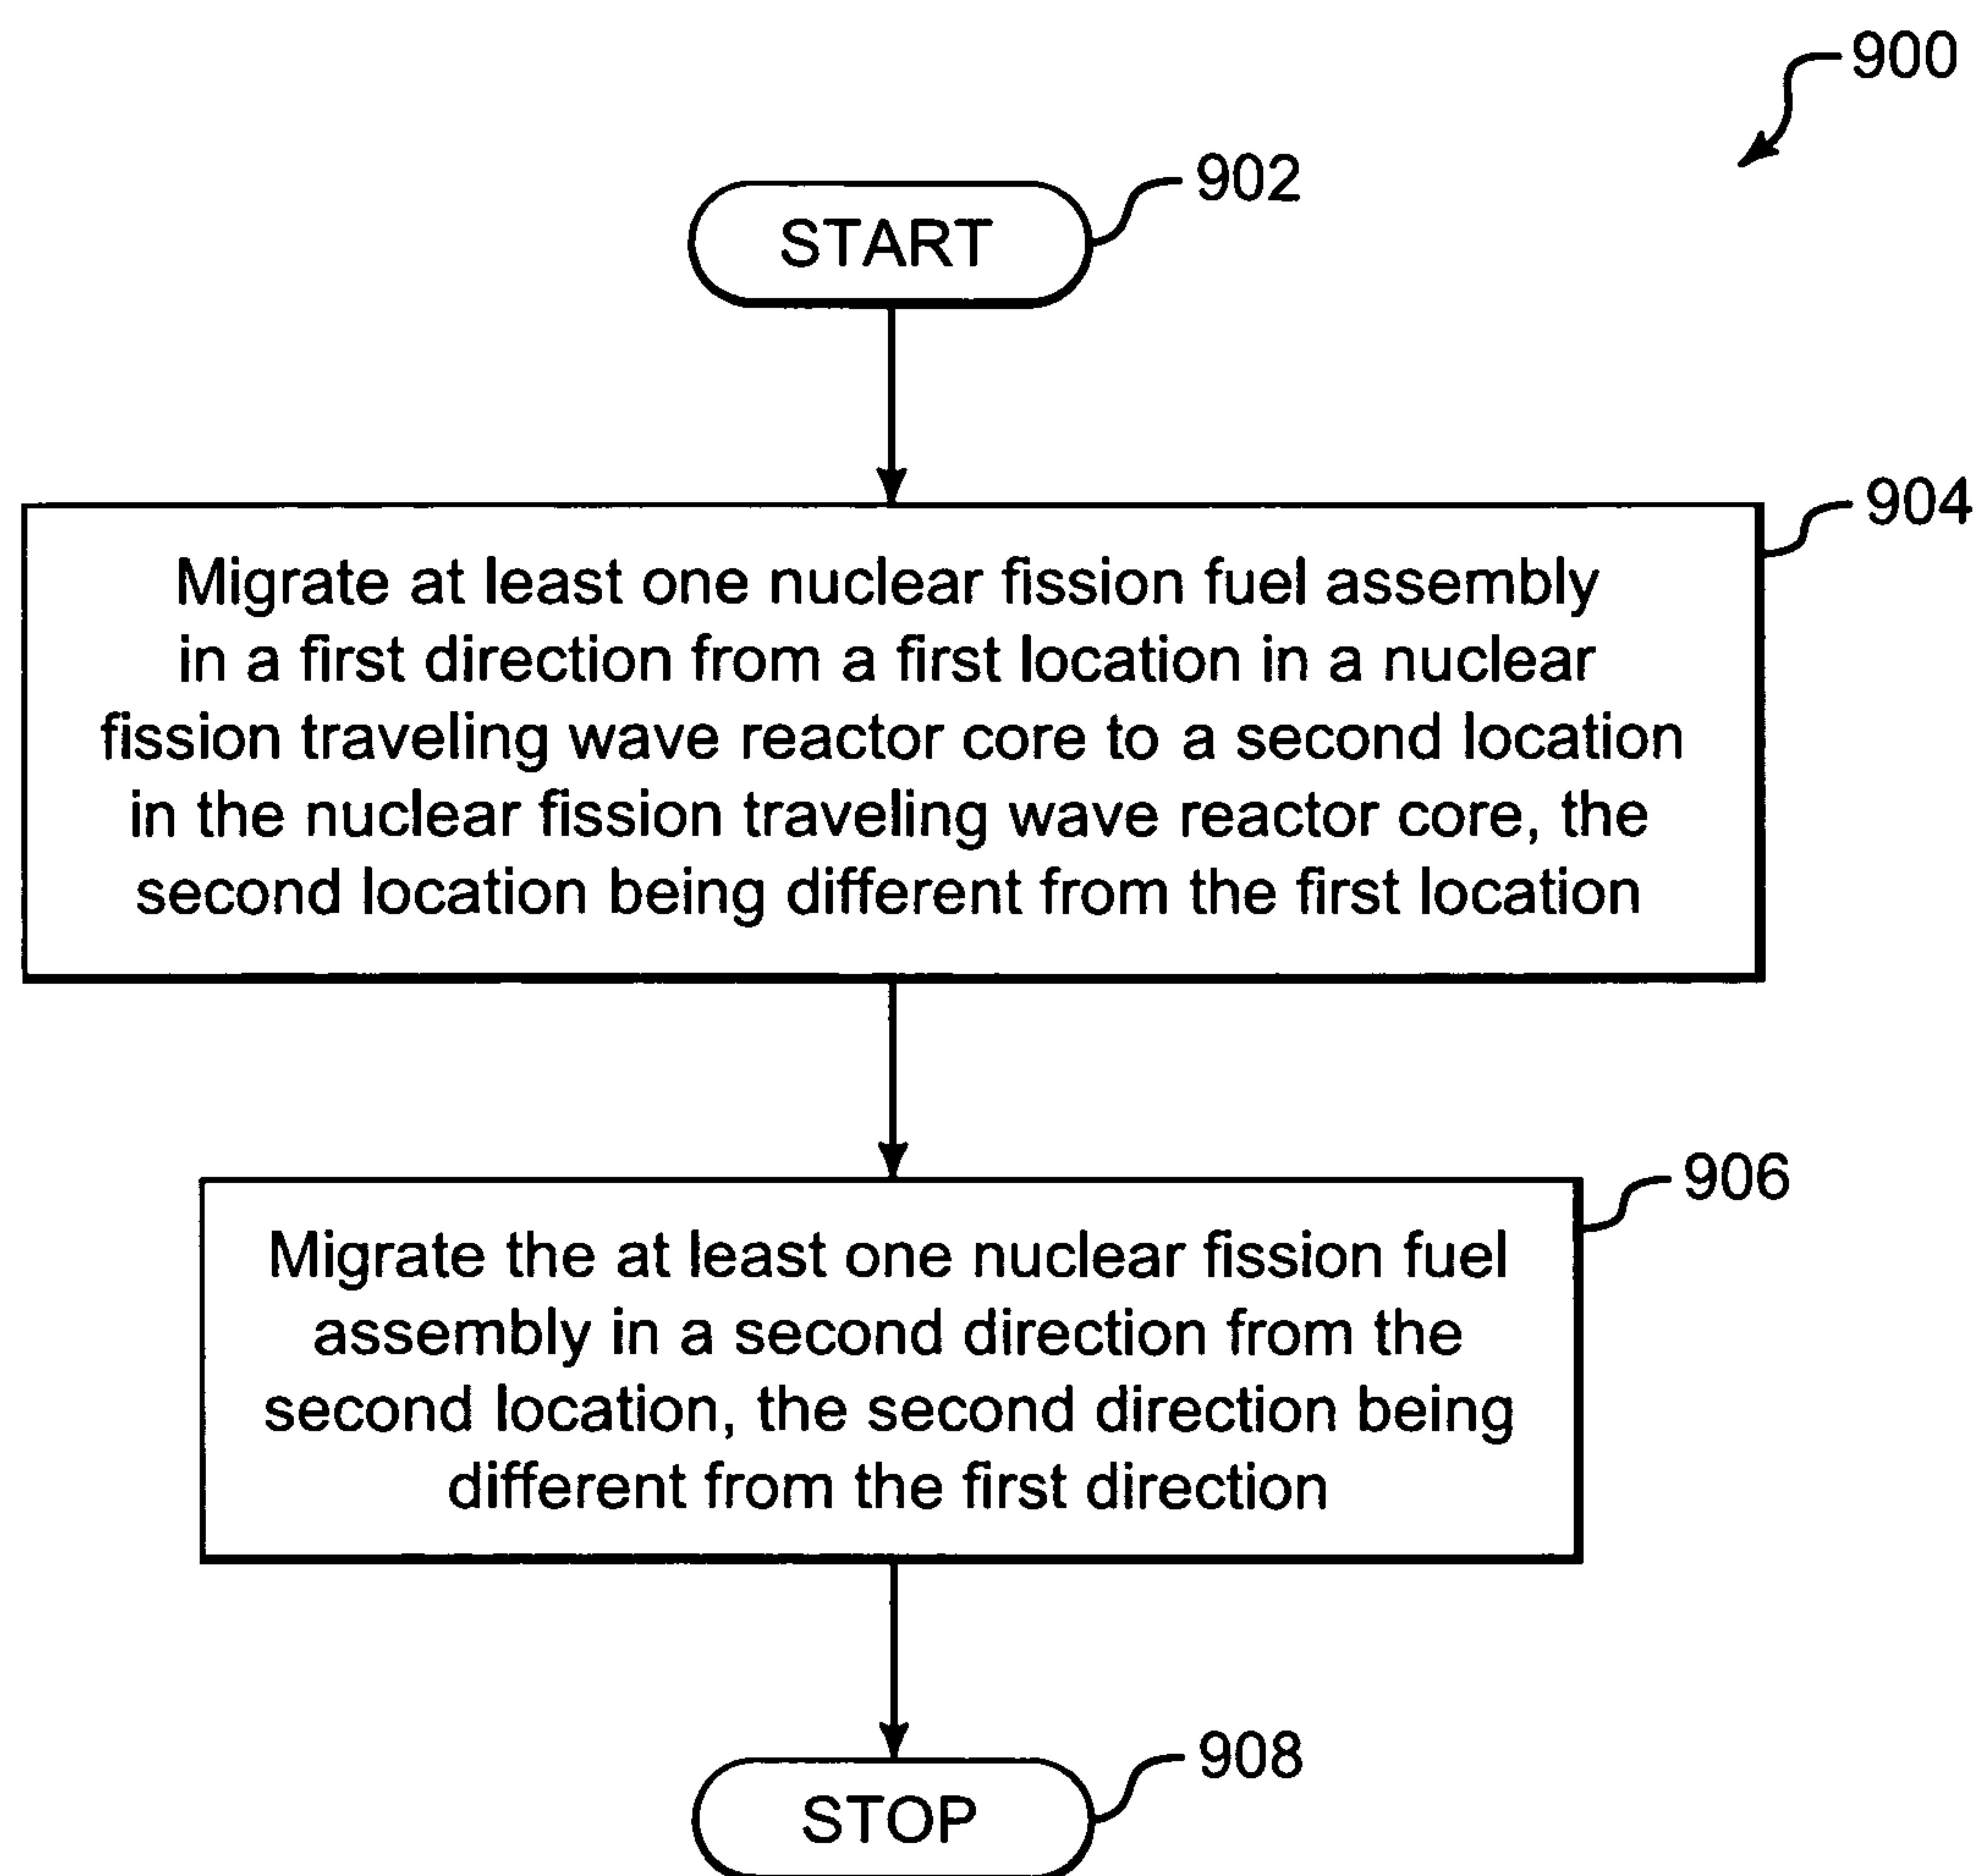 900
902
START
904
Migrate at least one nuclear fission fuel assembly
in a first direction from a first location in a nuclear
fission traveling wave reactor core to a second location
in the nuclear fission traveling wave reactor core, the
second location being different from the first location
906
Migrate the at least one nuclear fission fuel
assembly in a second direction from the
second location, the second direction being
different from the first direction
908
STOP